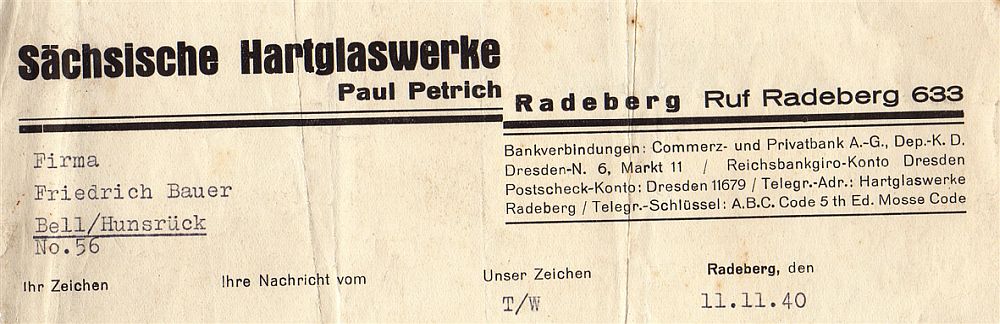 Sächsische Hartglaswerke
Paul Petrich
Radeberg Ruf Radeberg 633
Bankverbindungen: Commerz- und Privatbank A.-G., Dep.-K. D.
Dresden-N. 6, Markt 11 / Reichsbankgiro-Konto Dresden
Postscheck-Konto: Dresden 11679 / Telegr.-Adr.: Hartglaswerke
Radeberg / Telegr.-Schlüssel: A.B.C. Code 5 th Ed. Mosse Code
Firma
Friedrich Bauer
Bell/Hunsrück
No.56
Ihr Zeichen
Ihre Nachricht vom
Unser Zeichen
T/W
Radeberg, den
11.11.40